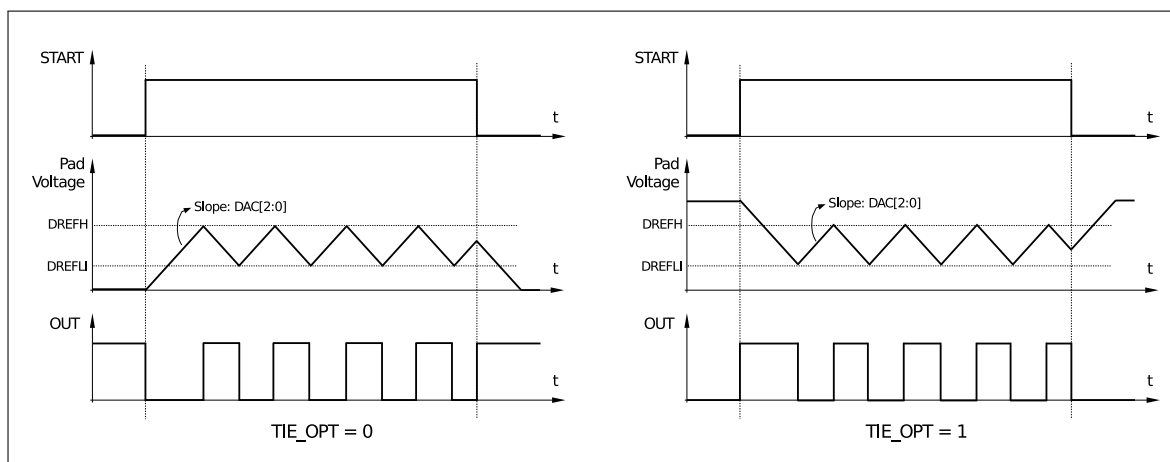 START
t
Pad
Voltage
Slope: DAC[2:0]
DREFH
DREFLI
t
OUT
t
TIE_OPT = 0
START
t
Pad
Voltage
Slope: DAC[2:0]
DREFH
DREFLI
t
OUT
t
TIE_OPT = 1